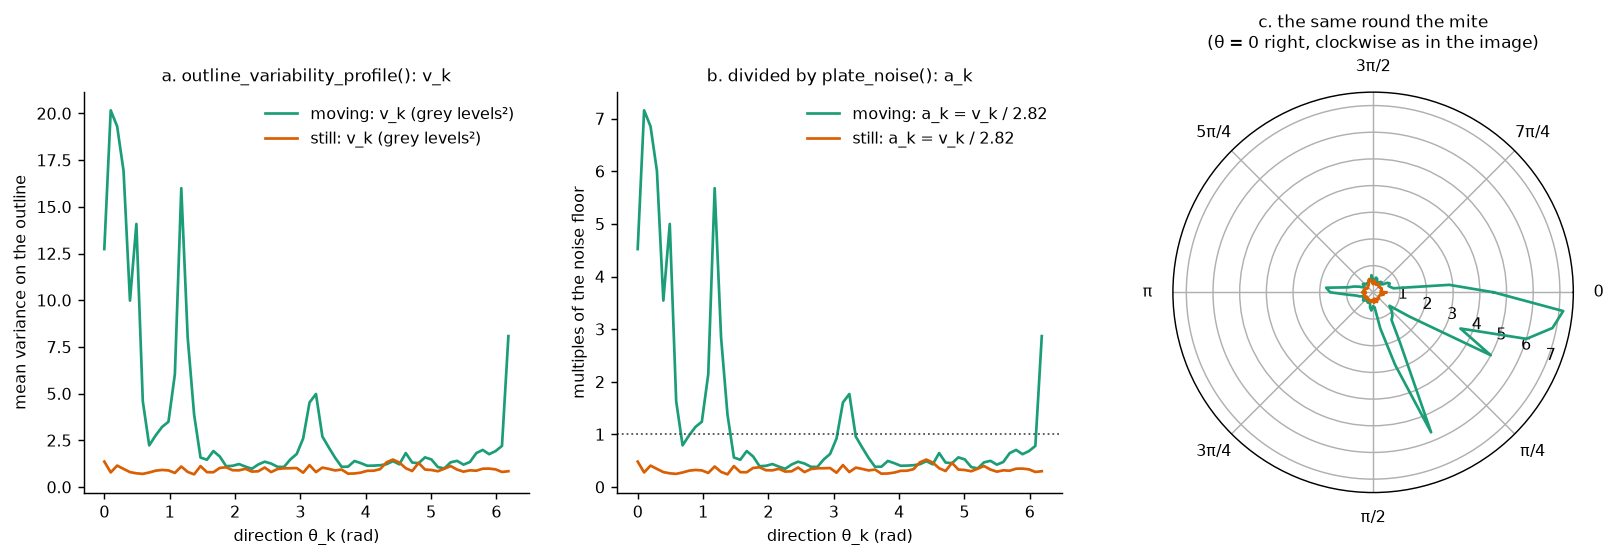 a. outline_variability_profile(): v_k
moving: v_k (grey levels²)
still: v_k (grey levels²)
mean variance on the outline
20.0
17.5
15.0
12.5
10.0
7.5
5.0
2.5
0.0
0 1 2 3 4 5 6
direction θ_k (rad)
b. divided by plate_noise(): a_k
moving: a_k = v_k / 2.82
still: a_k = v_k / 2.82
multiples of the noise floor
7
6
5
4
3
2
1
0
0 1 2 3 4 5 6
direction θ_k (rad)
c. the same round the mite
(θ = 0 right, clockwise as in the image)
3π/2
5π/4 7π/4
π 0
1 2 3 4 5 6 7
3π/4 π/4
π/2